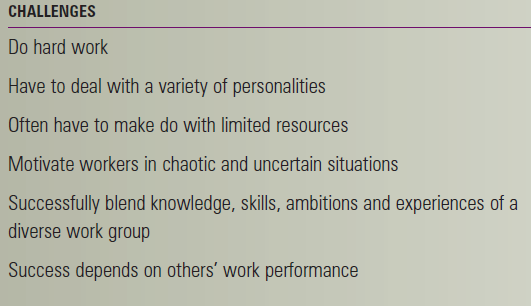 CHALLENGES
Do hard work
Have to deal with a variety of personalities
Often have to make do with limited resources
Motivate workers in chaotic and uncertain situations
Successfully blend knowledge, skills, ambitions and experiences of a
diverse work group
Success depends on others’ work performance